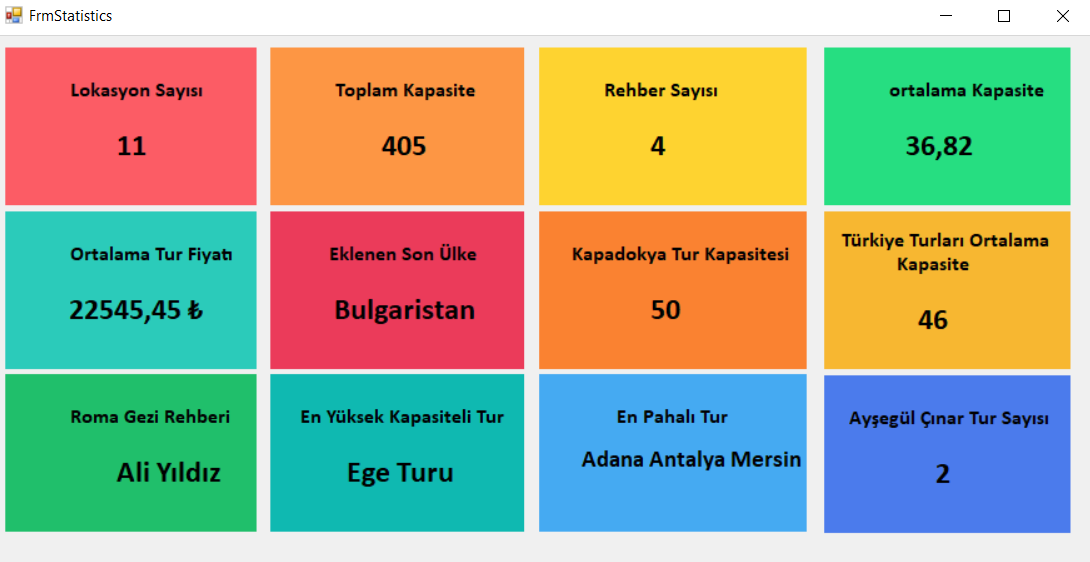 FrmStatistics
Lokasyon Sayısı
11
Toplam Kapasite
405
Rehber Sayısı
4
ortalama Kapasite
36,82
Ortalama Tur Fiyatı
22545,45 ₺
Eklenen Son Ülke
Bulgaristan
Kapadokya Tur Kapasitesi
50
Türkiye Turları Ortalama
Kapasite
46
Roma Gezi Rehberi
Ali Yıldız
En Yüksek Kapasiteli Tur
Ege Turu
En Pahalı Tur
Adana Antalya Mersin
Ayşegül Çınar Tur Sayısı
2